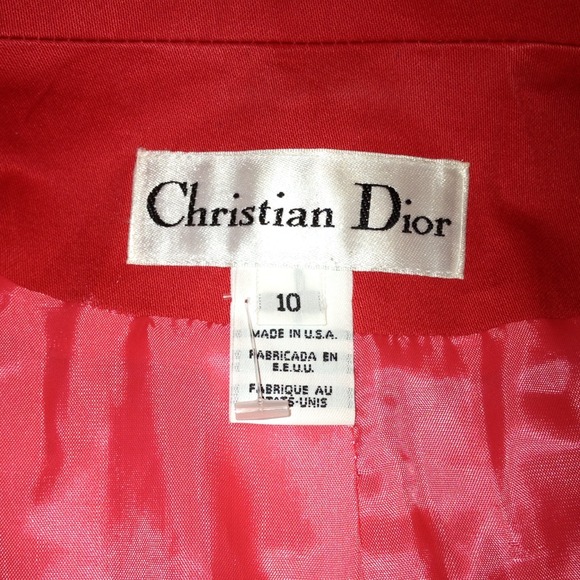 Christian Dior
10
MADE IN U.S.A.
FABRICADA EN
E.E.U.U.
FABRIQUE AU
ETATS-UNIS